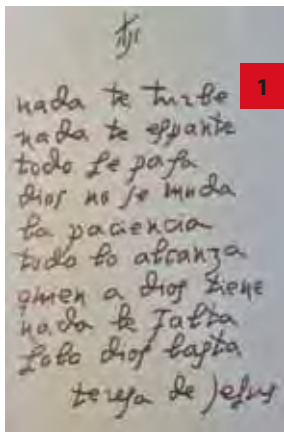 jhs
1
nada te turbe
nada te espante
todo se pasa
dios no se muda
la paciencia
todo lo alcanza
quien a dios tiene
nada le falta
solo dios basta
teresa de jesus